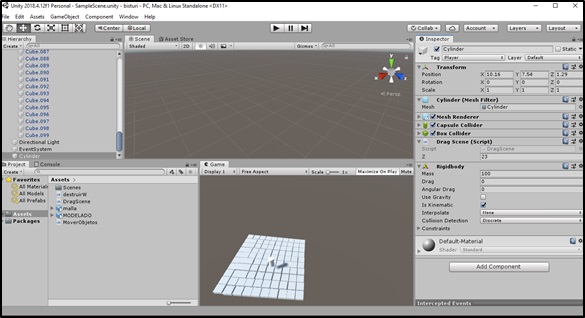 Unity 2018.4.12f1 Personal - SampleScene.unity - bisturi - PC, Mac & Linux Standalone <DX11>
File Edit Assets GameObject Component Window Help
Center Local Collab Account Layers Layout
Hierarchy
Create
Cube.087
Cube.088
Cube.089
Cube.090
Cube.091
Cube.092
Cube.093
Cube.094
Cube.095
Cube.096
Cube.097
Cube.098
Cube.099
Directional Light
EventSystem
Cylinder
Scene Asset Store
Shaded 2D Gizmos
Persp
Project Console
Create
Favorites
All Materials
All Models
All Prefabs
Assets
Packages
Assets
Scenes
destruirW
DragScene
malla
MODELADO
MoverObjetos
Game
Display 1 Free Aspect Scale 1x Maximize On Play Mute
Inspector
Cylinder Static
Tag Player Layer Default
Transform
Position X 10.16 Y 7.54 Z 1.29
Rotation X 0 Y 0 Z 0
Scale X 1 Y 1 Z 1
Cylinder (Mesh Filter)
Mesh Cylinder
Mesh Renderer
Capsule Collider
Box Collider
Drag Scene (Script)
Script DragScene
Z 23
Rigidbody
Mass 100
Drag 0
Angular Drag 0
Use Gravity
Is Kinematic
Interpolate None
Collision Detection Discrete
Constraints
Default-Material
Shader Standard
Add Component
Intercepted Events